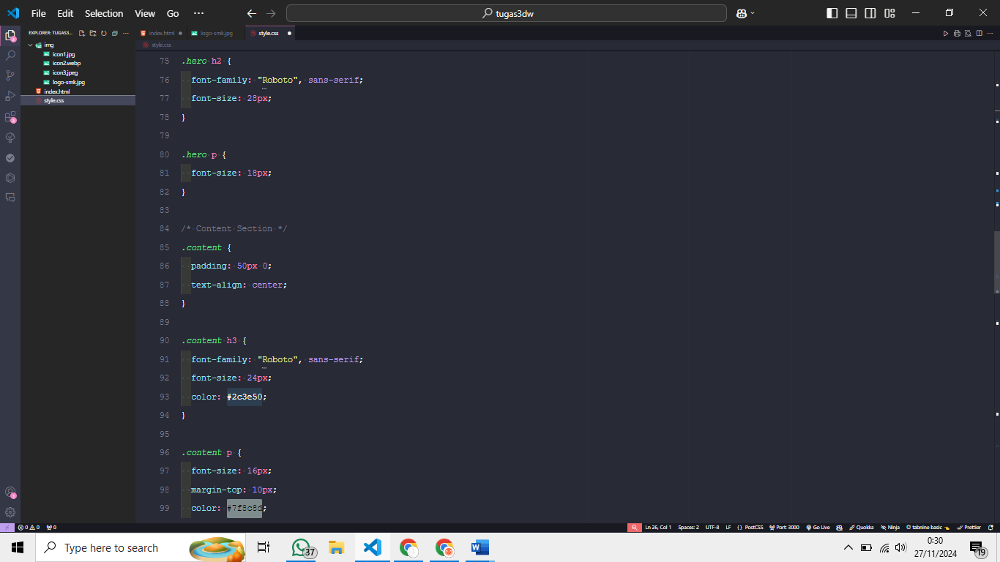 File Edit Selection View Go ··· tugas3dw
EXPLORER: TUGAS3... index.html logo-smk.jpg style.css
style.css
img
icon1.jpg
icon2.webp
icon3.jpeg
logo-smk.jpg
index.html
style.css
75 .hero h2 {
76 font-family: "Roboto", sans-serif;
77 font-size: 28px;
78 }
79
80 .hero p {
81 font-size: 18px;
82 }
83
84 /* Content Section */
85 .content {
86 padding: 50px 0;
87 text-align: center;
88 }
89
90 .content h3 {
91 font-family: "Roboto", sans-serif;
92 font-size: 24px;
93 color: #2c3e50;
94 }
95
96 .content p {
97 font-size: 16px;
98 margin-top: 10px;
99 color: #7f8c8d;
0 0 0 Ln 26, Col 1 Spaces: 2 UTF-8 LF {} PostCSS Port: 3000 Go Live Quokka Ninja tabnine basic Prettier
Type here to search 37 0:30
27/11/2024 19